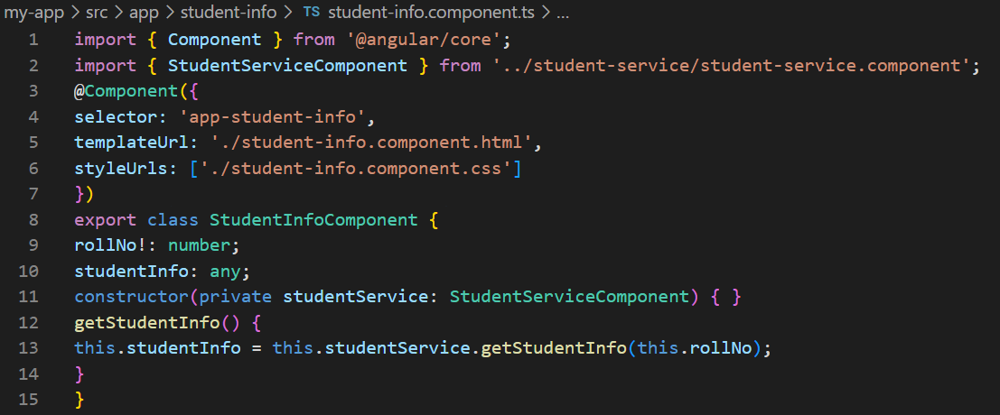 my-app > src > app > student-info > TS student-info.component.ts > ...
1 import { Component } from '@angular/core';
2 import { StudentServiceComponent } from '../student-service/student-service.component';
3 @Component({
4 selector: 'app-student-info',
5 templateUrl: './student-info.component.html',
6 styleUrls: ['./student-info.component.css']
7 })
8 export class StudentInfoComponent {
9 rollNo!: number;
10 studentInfo: any;
11 constructor(private studentService: StudentServiceComponent) { }
12 getStudentInfo() {
13 this.studentInfo = this.studentService.getStudentInfo(this.rollNo);
14 }
15 }